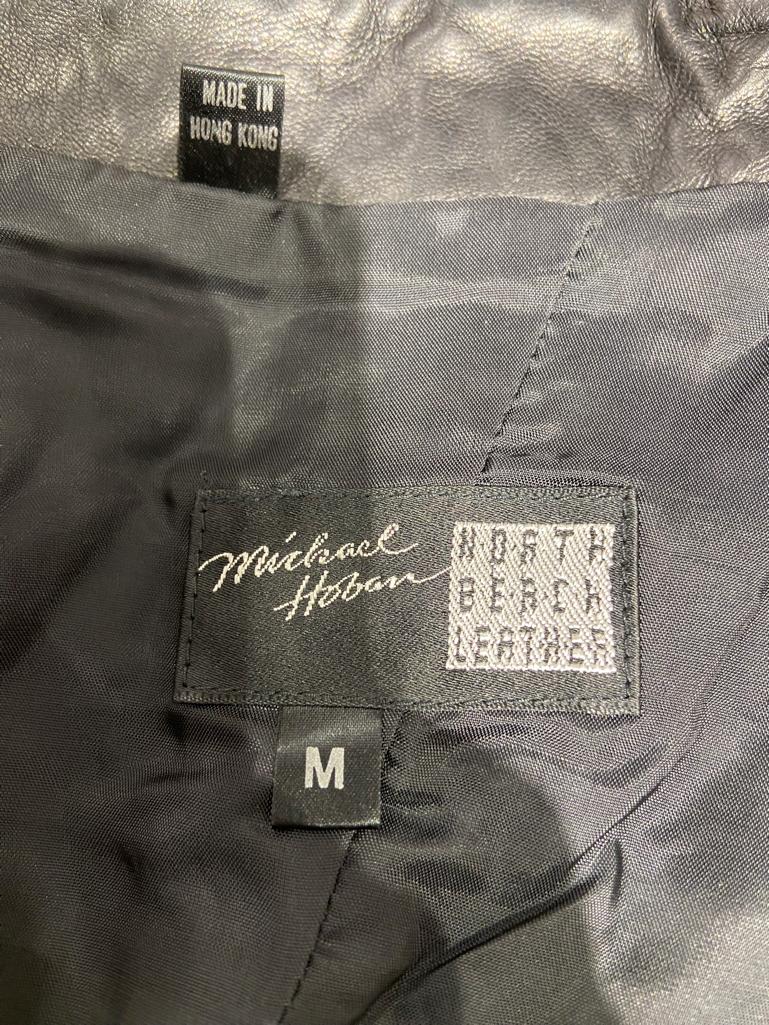 MADE IN
HONG KONG
Michael
Hoban
NORTH
BEACH
LEATHER
M